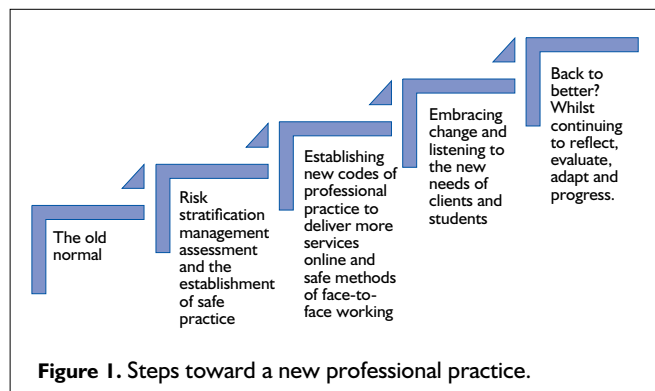 The old
normal
Risk
stratification
management
assessment
and the
establishment
of safe
practice
Establishing
new codes of
professional
practice to
deliver more
services
online and
safe methods
of face-to-
face working
Embracing
change and
listening to
the new
needs of
clients and
students
Back to
better?
Whilst
continuing
to reflect,
evaluate,
adapt and
progress.
Figure 1. Steps toward a new professional practice.